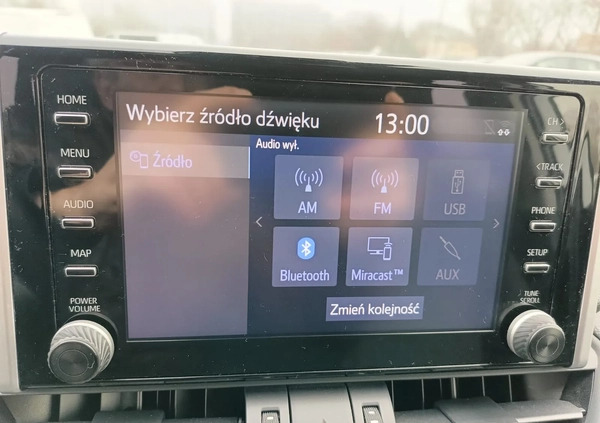 HOME
MENU
AUDIO
MAP
POWER
VOLUME
Wybierz źródło dźwięku 13:00
Źródło
Audio wył.
AM FM USB
Bluetooth Miracast™ AUX
Zmień kolejność
CH >
< TRACK
PHONE
SETUP
TUNE
SCROLL